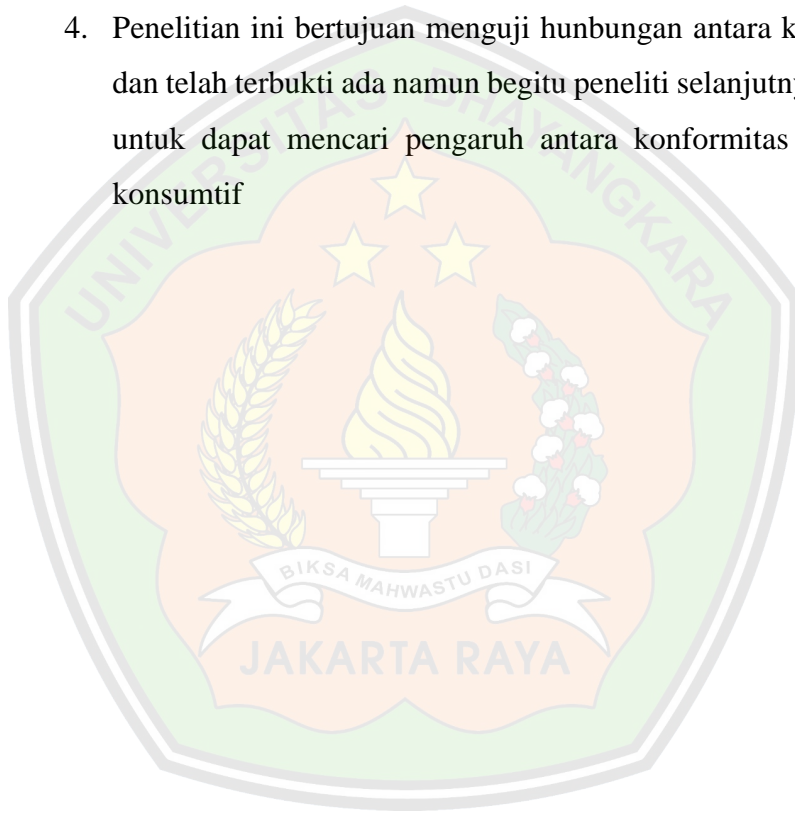 4. Penelitian ini bertujuan menguji hunbungan antara
dan telah terbukti ada namun begitu peneliti
untuk dapat mencari pengaruh antara konformitas
konsumtif
UNIVERSITAS BHAYANGKARA
BIKSA MAHWASTU DASI
JAKARTA RAYA